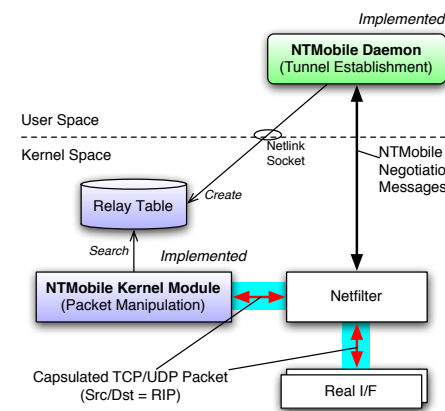 Implemented
NTMobile Daemon
(Tunnel Establishment)
User Space
Kernel Space
Netlink
Socket
NTMobile
Negotiatio
Messages
Relay Table
Create
Search
Implemented
NTMobile Kernel Module
(Packet Manipulation)
Netfilter
Capsulated TCP/UDP Packet
(Src/Dst = RIP)
Real I/F